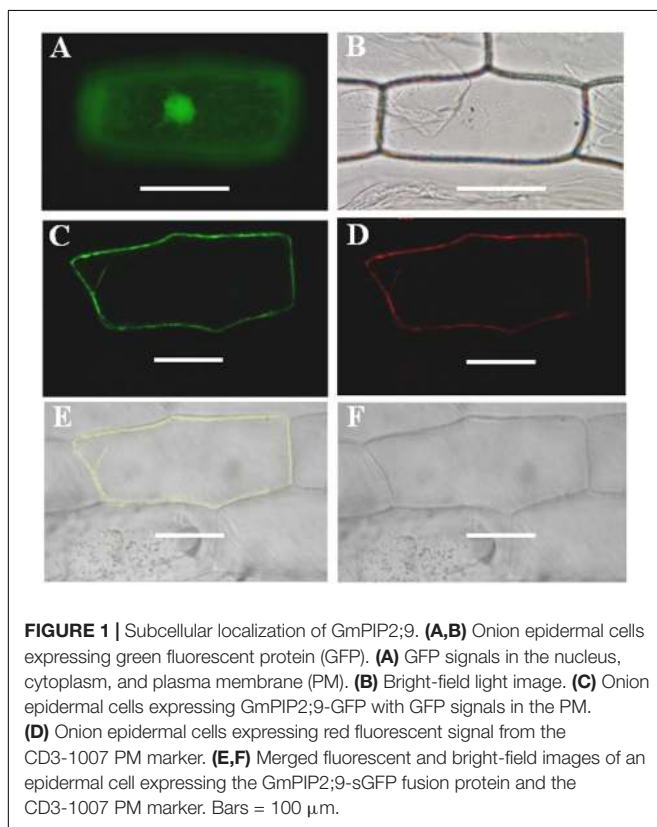 A
B
C
D
E
F
FIGURE 1 | Subcellular localization of GmPIP2;9. (A,B) Onion epidermal cells
expressing green fluorescent protein (GFP). (A) GFP signals in the nucleus,
cytoplasm, and plasma membrane (PM). (B) Bright-field light image. (C) Onion
epidermal cells expressing GmPIP2;9-GFP with GFP signals in the PM.
(D) Onion epidermal cells expressing red fluorescent signal from the
CD3-1007 PM marker. (E,F) Merged fluorescent and bright-field images of an
epidermal cell expressing the GmPIP2;9-sGFP fusion protein and the
CD3-1007 PM marker. Bars = 100 μm.